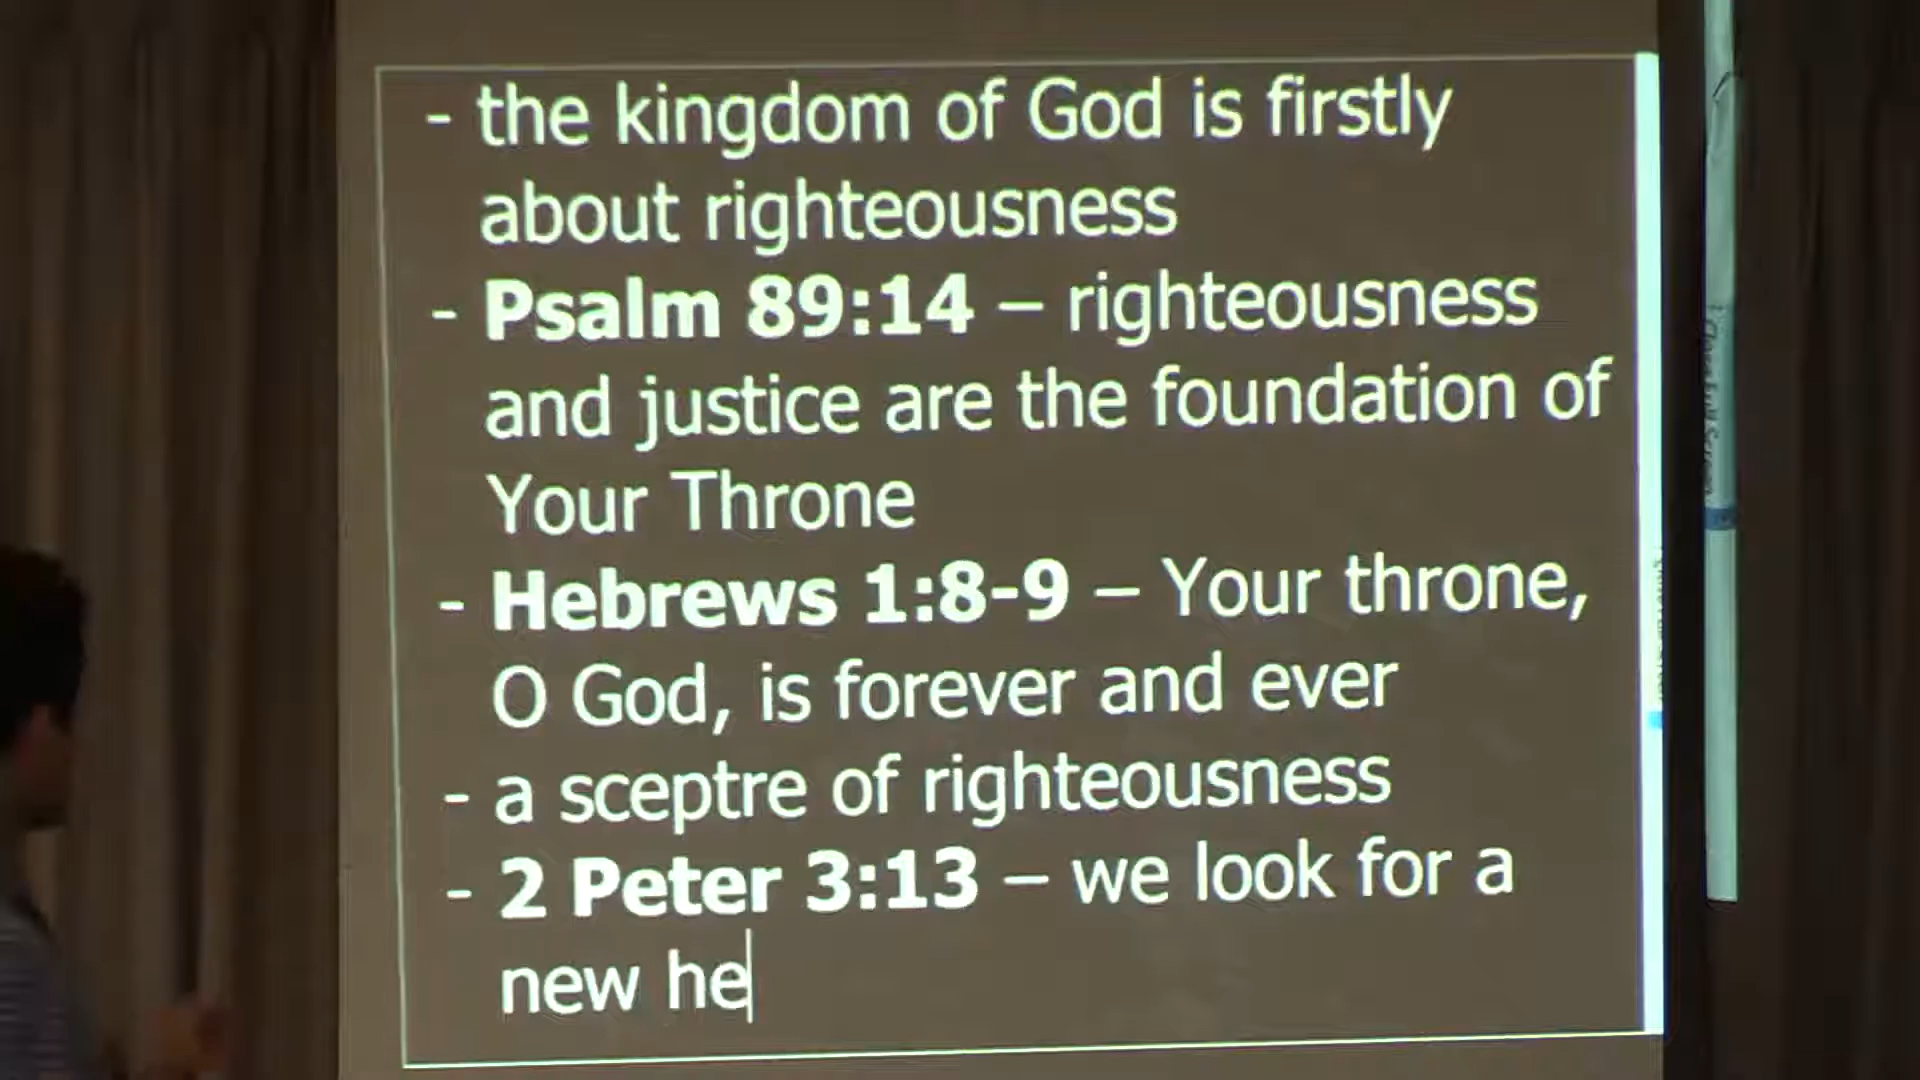 - the kingdom of God is firstly
about righteousness
- Psalm 89:14 – righteousness
and justice are the foundation of
Your Throne
- Hebrews 1:8-9 – Your throne,
O God, is forever and ever
- a sceptre of righteousness
- 2 Peter 3:13 – we look for a
new he